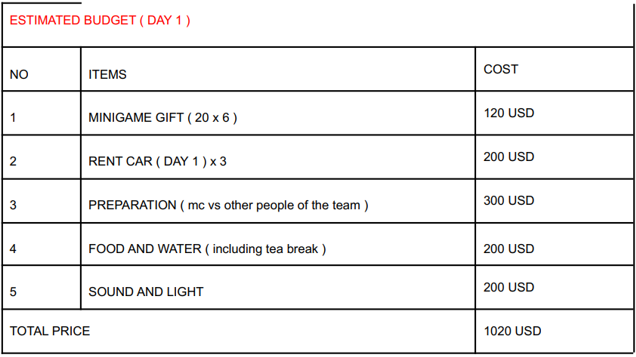 ESTIMATED BUDGET ( DAY 1 )
NO ITEMS COST
1 MINIGAME GIFT ( 20 x 6 ) 120 USD
2 RENT CAR ( DAY 1 ) x 3 200 USD
3 PREPARATION ( mc vs other people of the team ) 300 USD
4 FOOD AND WATER ( including tea break ) 200 USD
5 SOUND AND LIGHT 200 USD
TOTAL PRICE 1020 USD